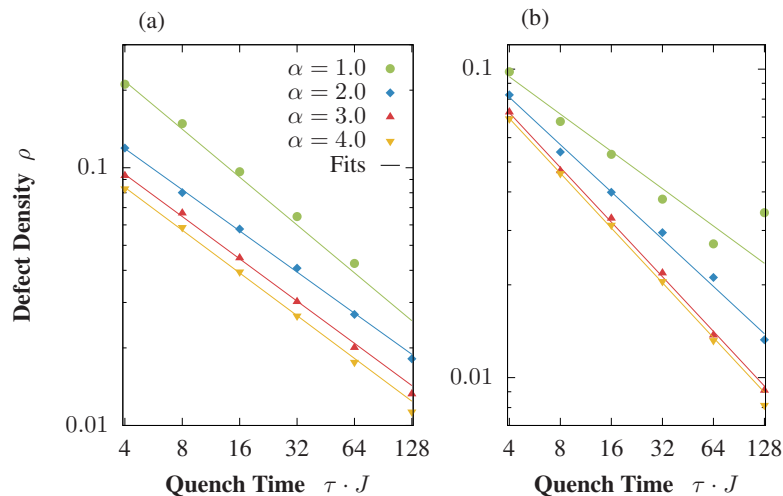 (a)
(b)
Defect Density ρ
0.1
0.01
α = 1.0
α = 2.0
α = 3.0
α = 4.0
Fits
4 8 16 32 64 128
Quench Time τ · J
0.1
0.01
4 8 16 32 64 128
Quench Time τ · J